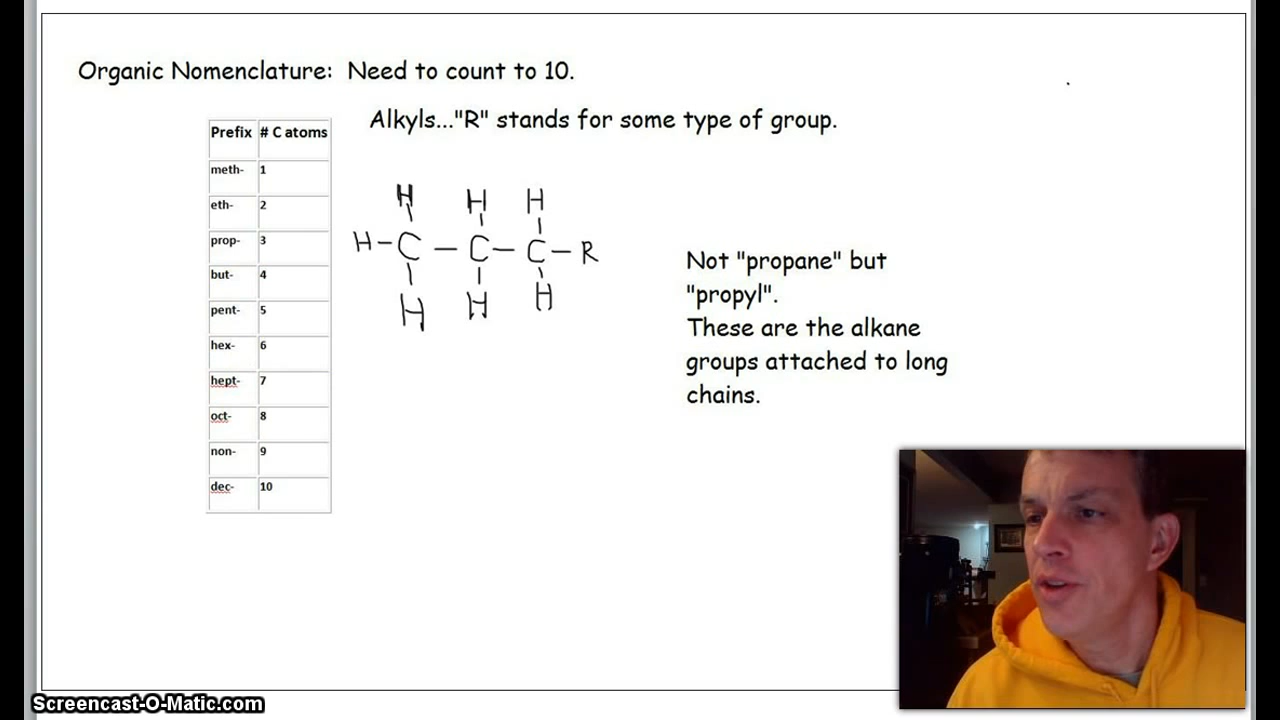 Organic Nomenclature: Need to count to 10.
Alkyls..."R" stands for some type of group.
Prefix # C atoms
meth- 1
eth- 2
prop- 3
but- 4
pent- 5
hex- 6
hept- 7
oct- 8
non- 9
dec- 10
H H H
H-C-C-C-R
H H H
Not "propane" but
"propyl".
These are the alkane
groups attached to long
chains.
Screencast-O-Matic.com